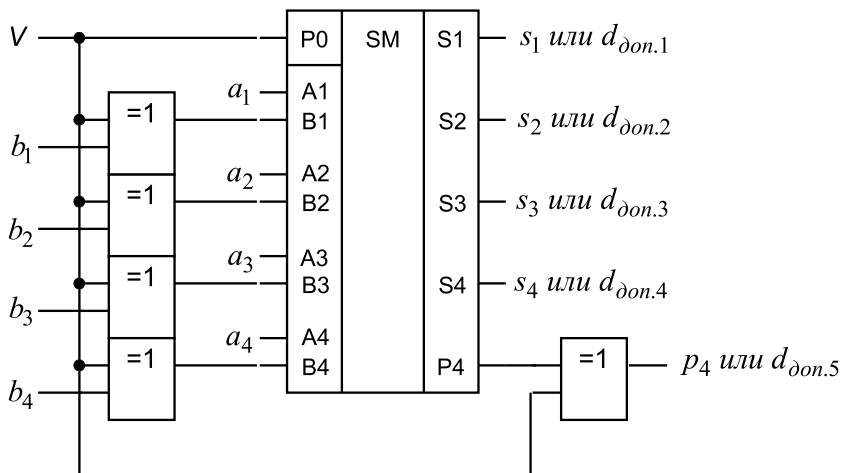 V
P0
SM
S1
s1 или dдоп.1
a1
A1
=1
B1
S2
s2 или dдоп.2
b1
a2
A2
=1
B2
S3
s3 или dдоп.3
b2
a3
A3
=1
B3
S4
s4 или dдоп.4
b3
a4
A4
=1
B4
P4
=1
p4 или dдоп.5
b4